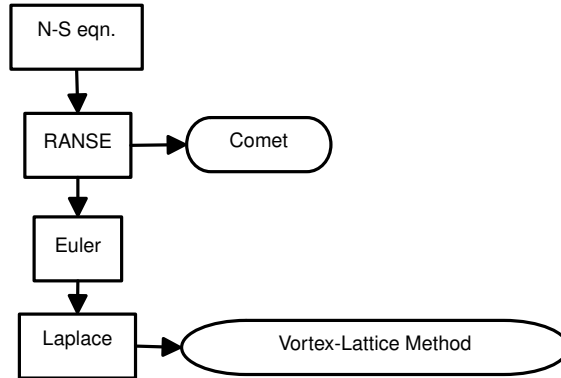 N-S eqn.
RANSE
Comet
Euler
Laplace
Vortex-Lattice Method